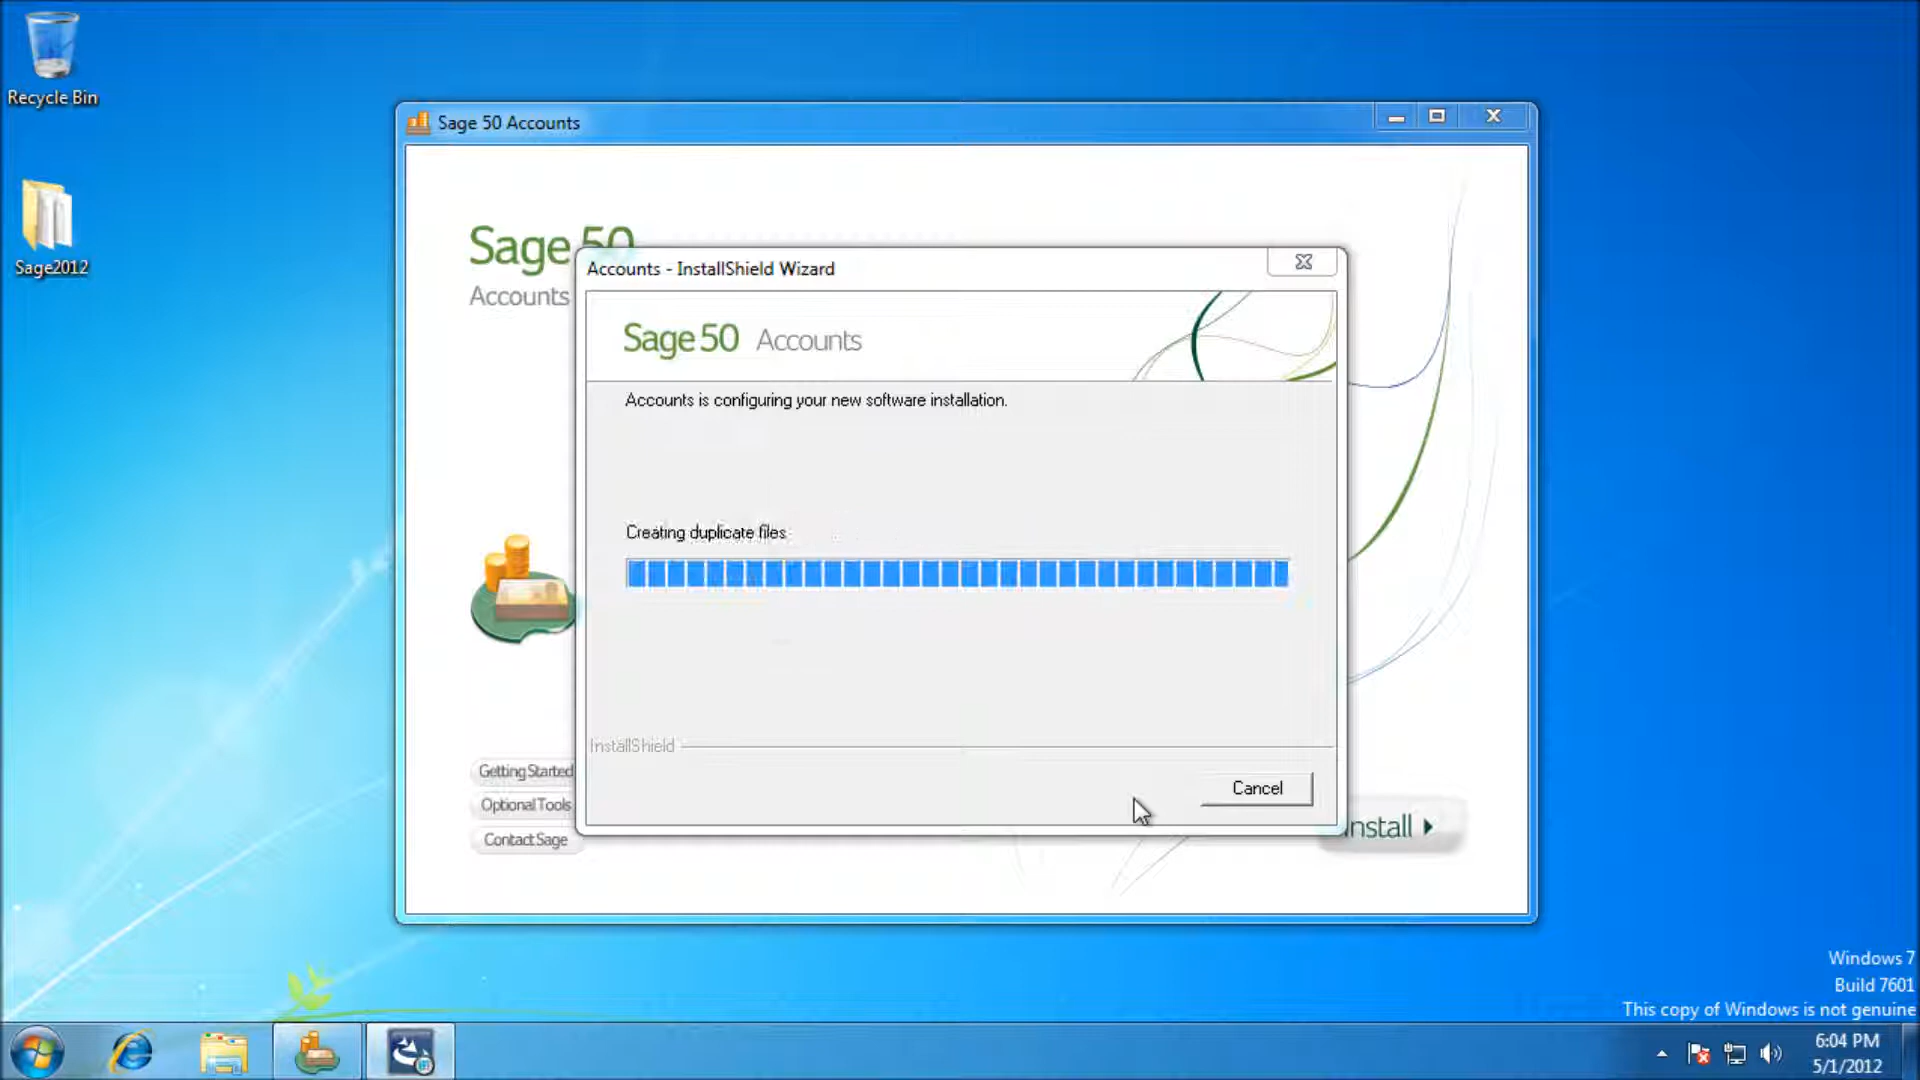 Recycle Bin
Sage2012
Sage 50 Accounts
Sage 50
Accounts
Accounts - InstallShield Wizard
Sage 50 Accounts
Accounts is configuring your new software installation.
Creating duplicate files
InstallShield
Cancel
Getting Started
Optional Tools
Contact Sage
Install
Windows 7
Build 7601
This copy of Windows is not genuine
6:04 PM
5/1/2012